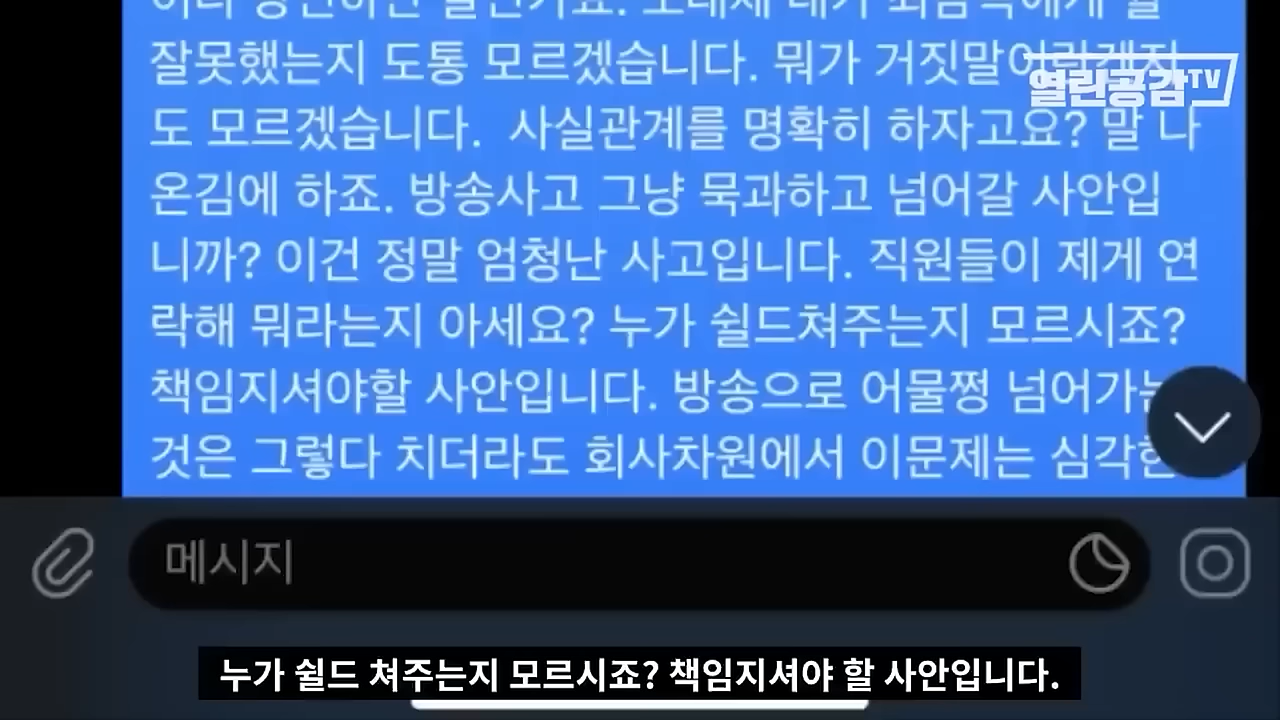 잘못했는지 도통 모르겠습니다. 뭐가 거짓말이란건지
열린공감TV
도 모르겠습니다. 사실관계를 명확히 하자고요? 말 나
온김에 하죠. 방송사고 그냥 묵과하고 넘어갈 사안입
니까? 이건 정말 엄청난 사고입니다. 직원들이 제게 연
락해 뭐라는지 아세요? 누가 쉴드쳐주는지 모르시죠?
책임지셔야할 사안입니다. 방송으로 어물쩡 넘어가는
것은 그렇다 치더라도 회사차원에서 이문제는 심각한
메시지
누가 쉴드 쳐주는지 모르시죠? 책임지셔야 할 사안입니다.